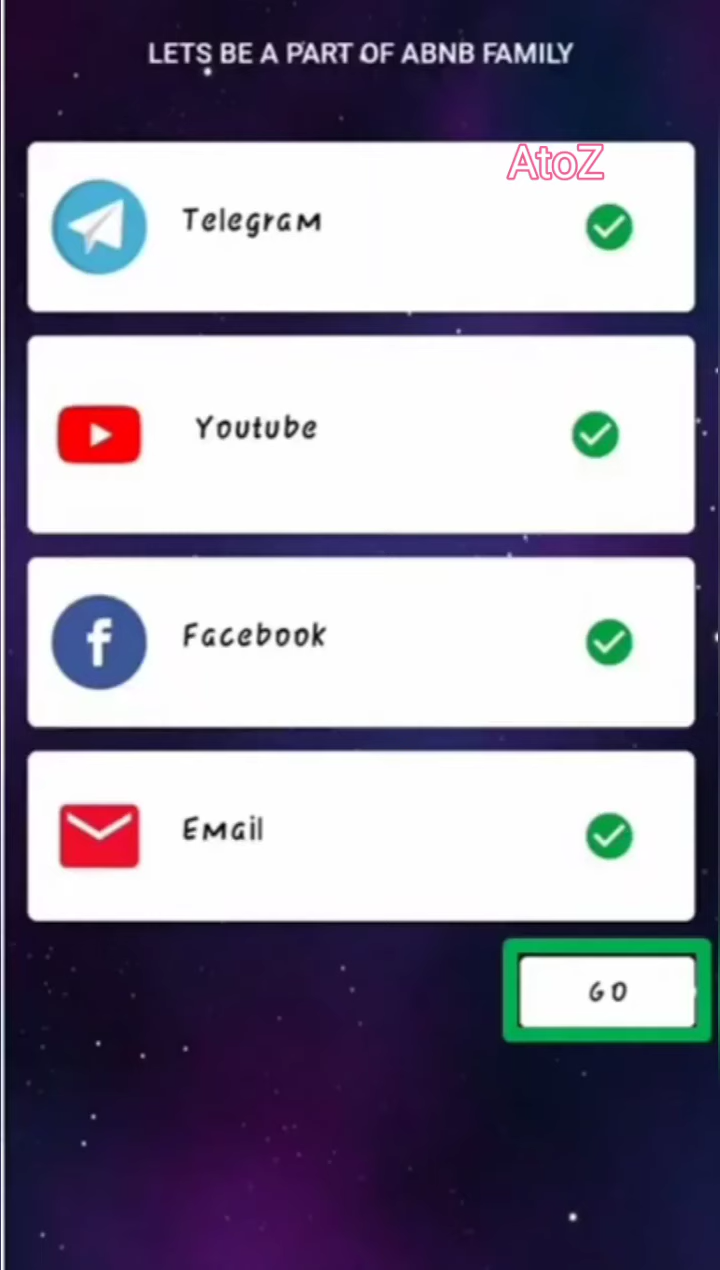 LETS BE A PART OF ABNB FAMILY
AtoZ
Telegram
Youtube
Facebook
Email
GO